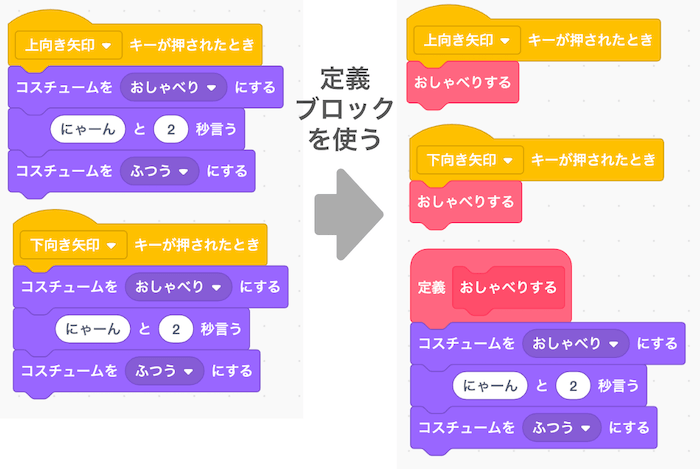 上向き矢印 キーが押されたとき
コスチュームを おしゃべり にする
にゃーん と 2 秒言う
コスチュームを ふつう にする
下向き矢印 キーが押されたとき
コスチュームを おしゃべり にする
にゃーん と 2 秒言う
コスチュームを ふつう にする
定義
ブロック
を使う
上向き矢印 キーが押されたとき
おしゃべりする
下向き矢印 キーが押されたとき
おしゃべりする
定義 おしゃべりする
コスチュームを おしゃべり にする
にゃーん と 2 秒言う
コスチュームを ふつう にする